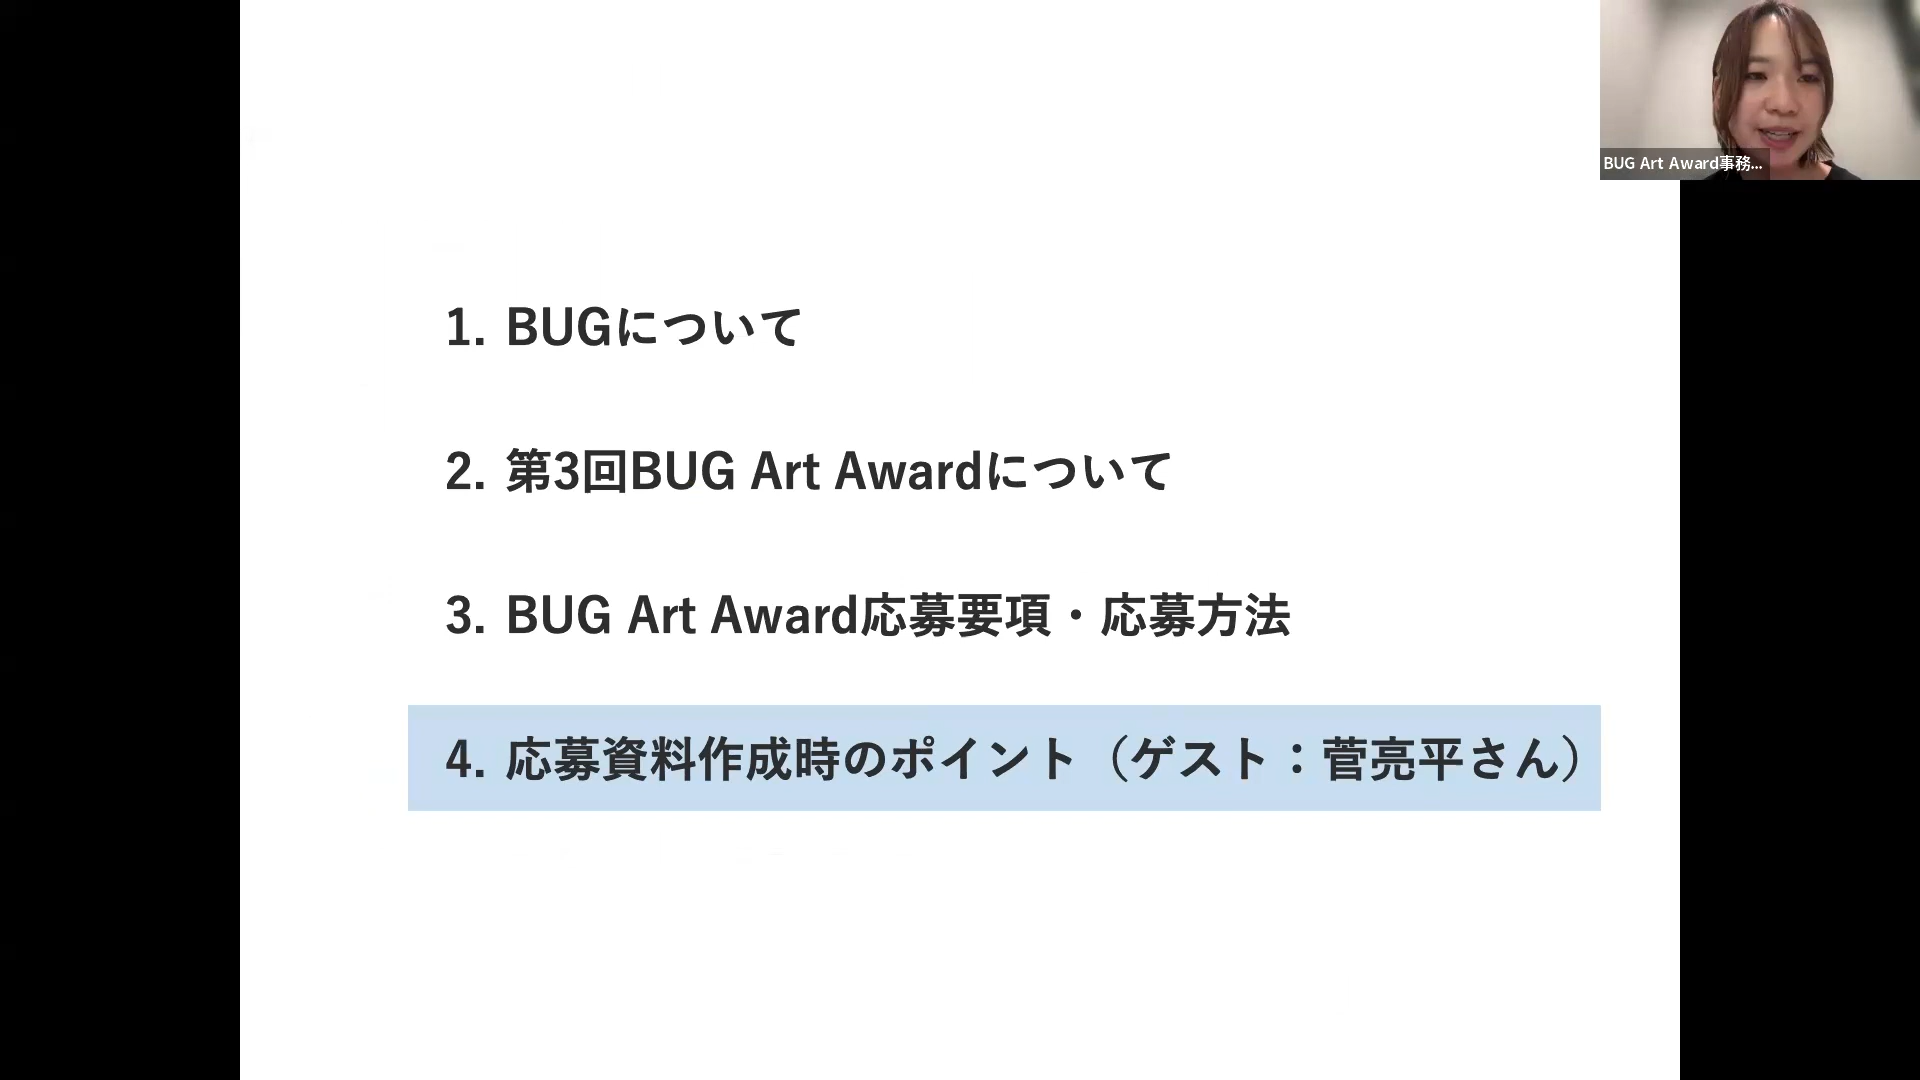 BUG Art Award事務...
1. BUGについて
2. 第3回BUG Art Awardについて
3. BUG Art Award応募要項・応募方法
4. 応募資料作成時のポイント（ゲスト：菅亮平さん）